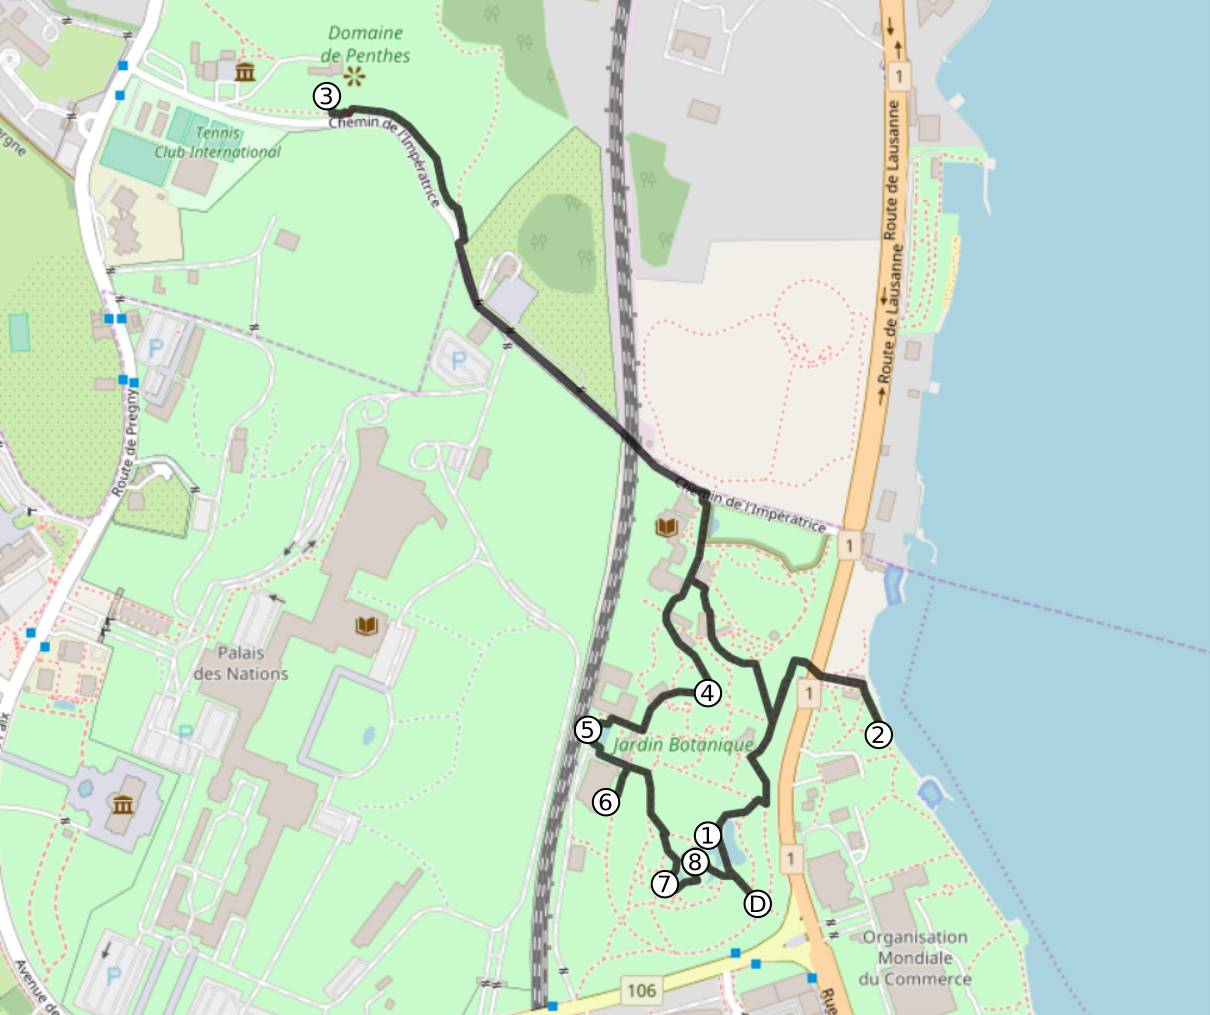 Domaine
de Penthes
1
3
Chemin de l'Impératrice
Tennis
Club International
ergne
Route de Lausanne
Route de Lausanne
P
P
Route de Pregny
Chemin de l'Impératrice
1
Palais
des Nations
4
1
2
5
Jardin Botanique
P
6
1
8
1
7
D
Organisation
Mondiale
du Commerce
P
106
Avenue de
Rue
aix